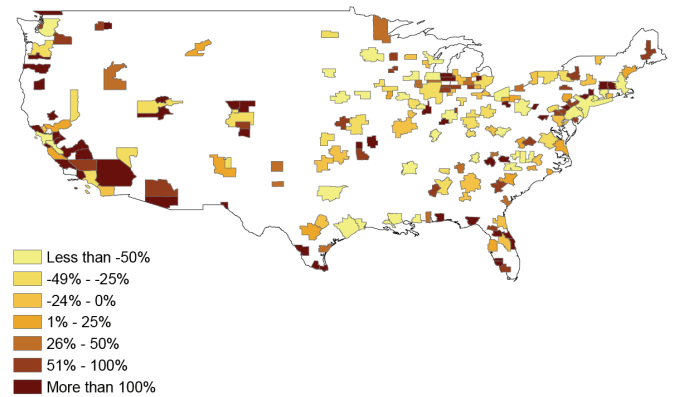 Less than -50%
-49% - -25%
-24% - 0%
1% - 25%
26% - 50%
51% - 100%
More than 100%